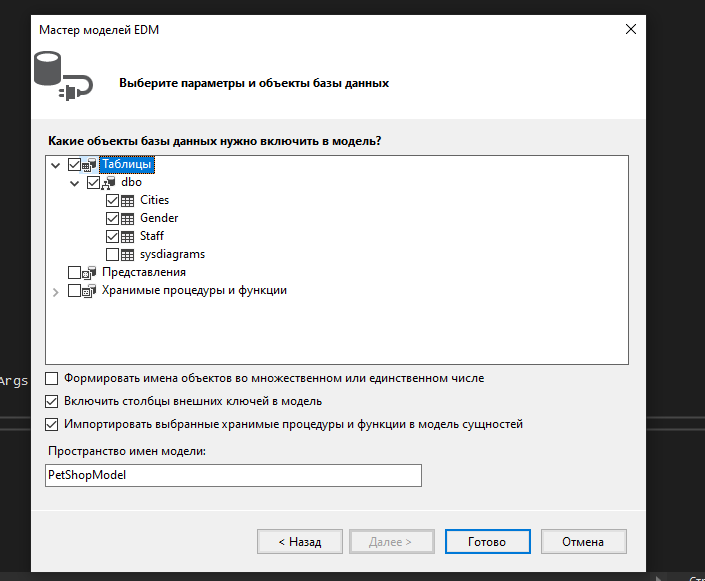 Мастер моделей EDM
Выберите параметры и объекты базы данных
Какие объекты базы данных нужно включить в модель?
Таблицы
dbo
Cities
Gender
Staff
sysdiagrams
Представления
Хранимые процедуры и функции
Args
Формировать имена объектов во множественном или единственном числе
Включить столбцы внешних ключей в модель
Импортировать выбранные хранимые процедуры и функции в модель сущностей
Пространство имен модели:
PetShopModel
< Назад Далее > Готово Отмена